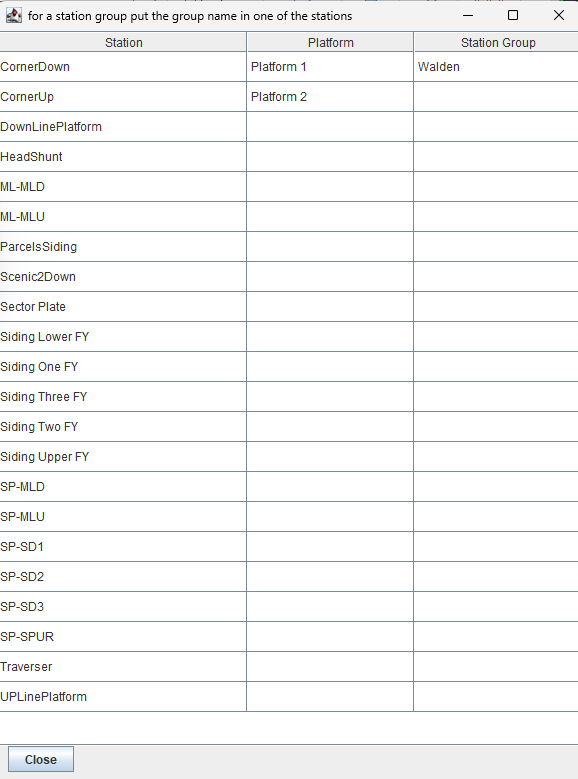 for a station group put the group name in one of the stations
Station Platform Station Group
CornerDown Platform 1 Walden
CornerUp Platform 2
DownLinePlatform
HeadShunt
ML-MLD
ML-MLU
ParcelsSiding
Scenic2Down
Sector Plate
Siding Lower FY
Siding One FY
Siding Three FY
Siding Two FY
Siding Upper FY
SP-MLD
SP-MLU
SP-SD1
SP-SD2
SP-SD3
SP-SPUR
Traverser
UPLinePlatform
Close